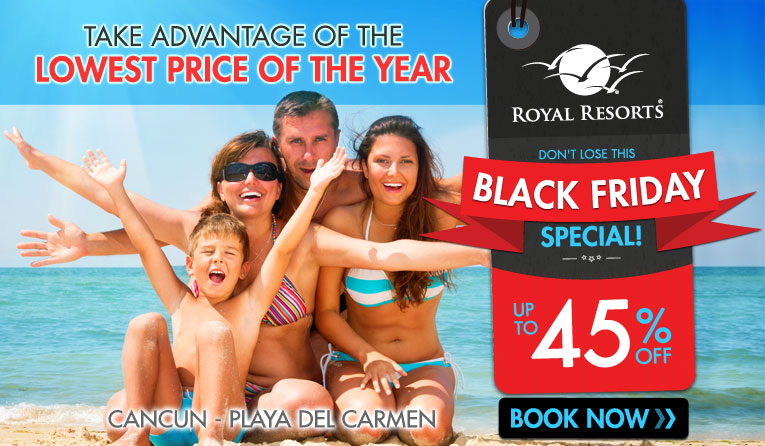 TAKE ADVANTAGE OF THE
LOWEST PRICE OF THE YEAR
ROYAL RESORTS®
DON'T LOSE THIS
BLACK FRIDAY
SPECIAL!
UP
TO
45%
OFF
CANCUN - PLAYA DEL CARMEN
BOOK NOW »